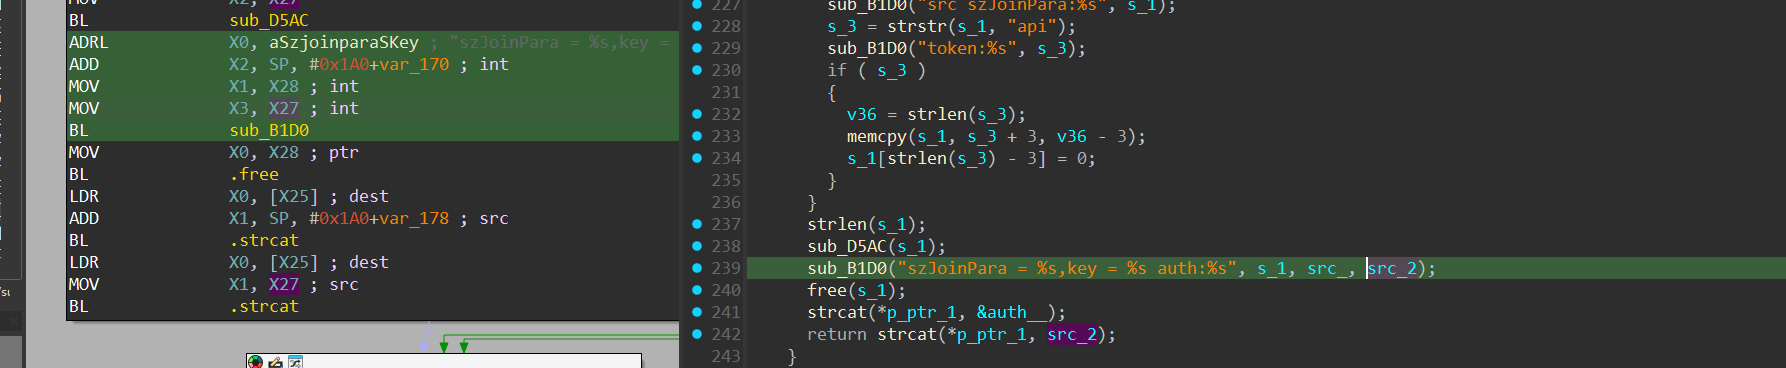 MOV X2, X27
BL sub_D5AC
ADRL X0, aSzjoinparaSKey ; "szJoinPara = %s,key =
ADD X2, SP, #0x1A0+var_170 ; int
MOV X1, X28 ; int
MOV X3, X27 ; int
BL sub_B1D0
MOV X0, X28 ; ptr
BL .free
LDR X0, [X25] ; dest
ADD X1, SP, #0x1A0+var_178 ; src
BL .strcat
LDR X0, [X25] ; dest
MOV X1, X27 ; src
BL .strcat
227 sub_B1D0("src szJoinPara:%s", s_1);
228 s_3 = strstr(s_1, "api");
229 sub_B1D0("token:%s", s_3);
230 if ( s_3 )
231 {
232 v36 = strlen(s_3);
233 memcpy(s_1, s_3 + 3, v36 - 3);
234 s_1[strlen(s_3) - 3] = 0;
235 }
236 }
237 strlen(s_1);
238 sub_D5AC(s_1);
239 sub_B1D0("szJoinPara = %s,key = %s auth:%s", s_1, src_, src_2);
240 free(s_1);
241 strcat(*p_ptr_1, &auth__);
242 return strcat(*p_ptr_1, src_2);
243 }